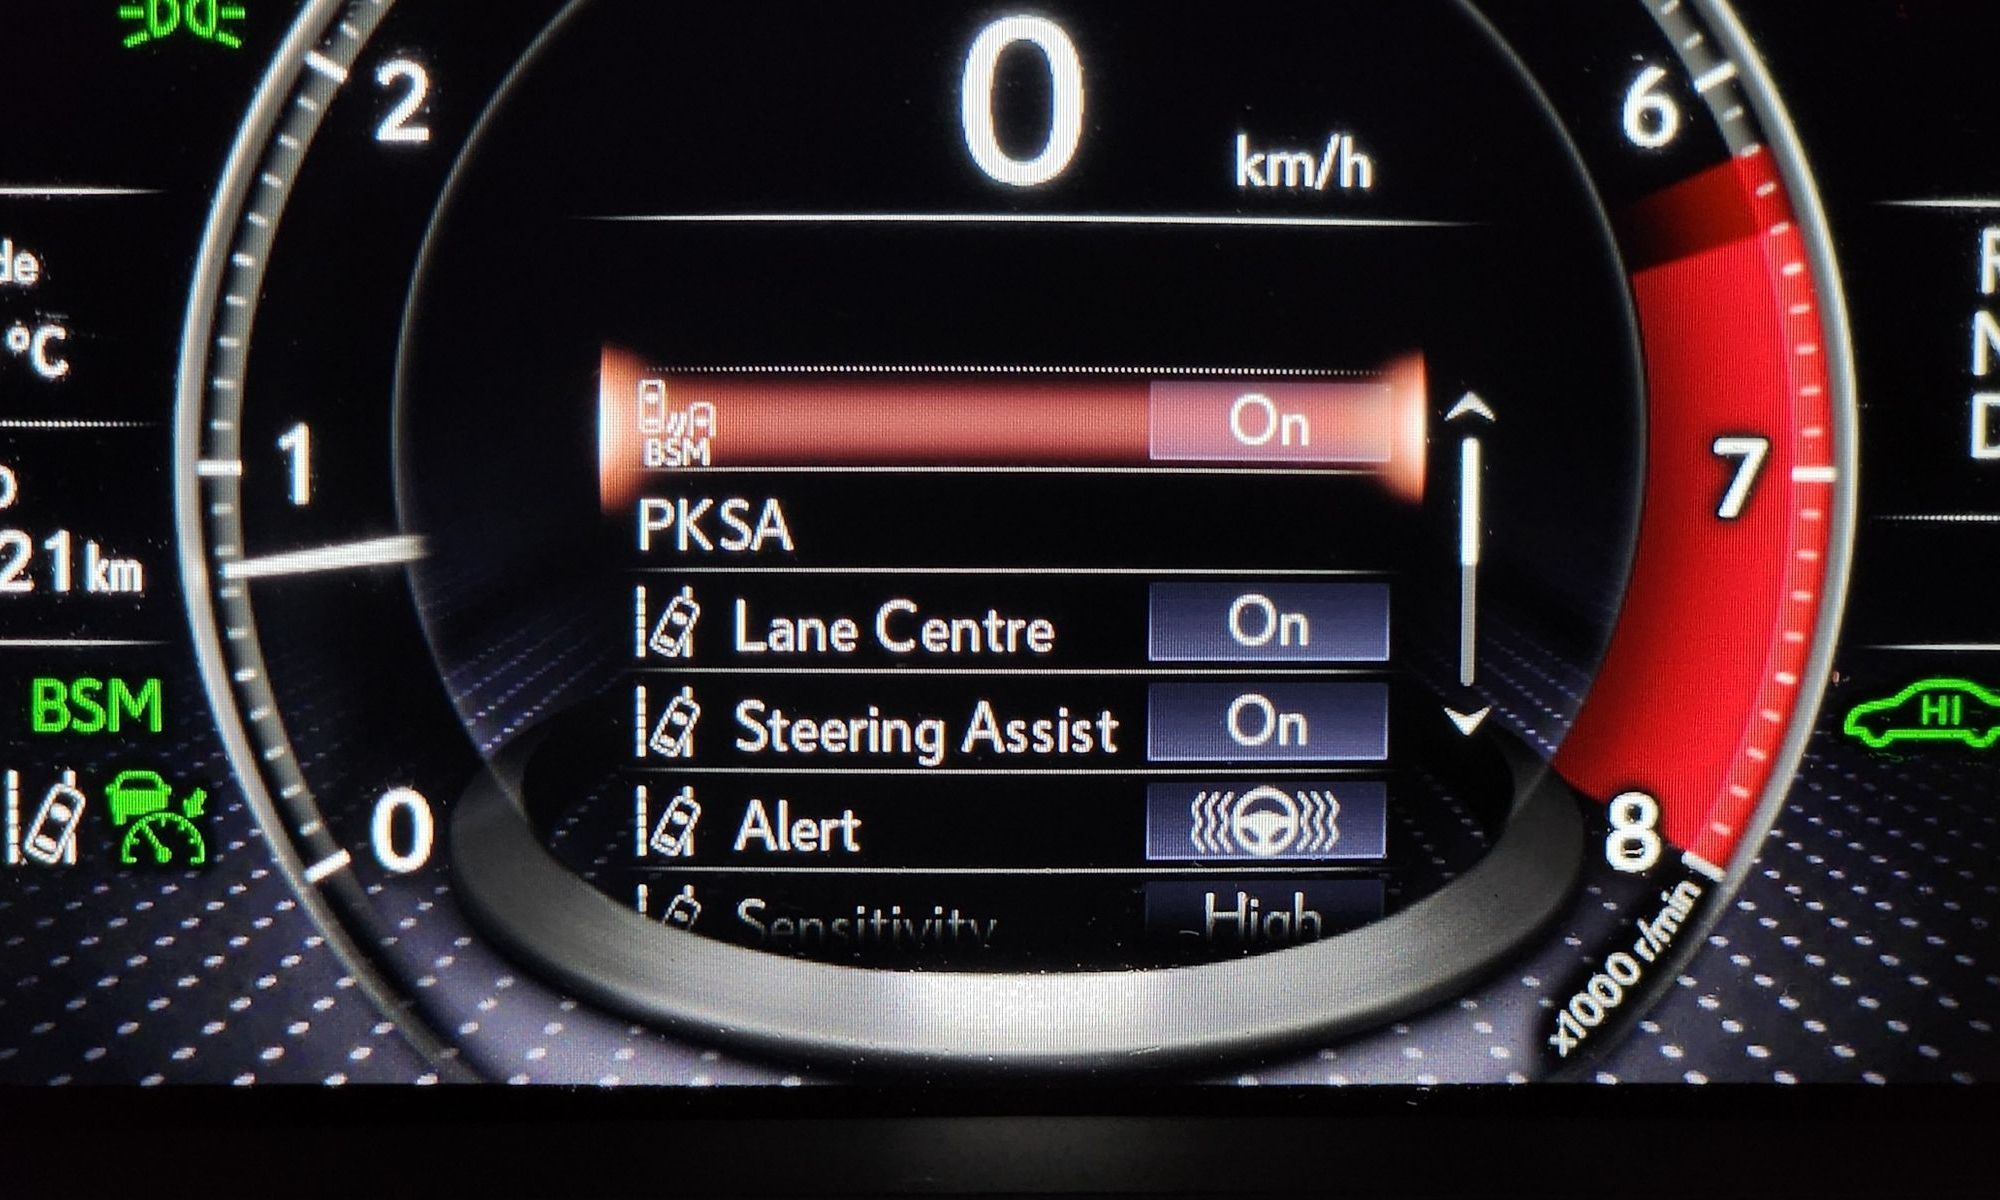 0
km/h
2
6
°C
BSM On
1
7
PKSA
21 km
Lane Centre On
BSM
Steering Assist On
HI
0
Alert
8
Sensitivity High
x1000 r/min